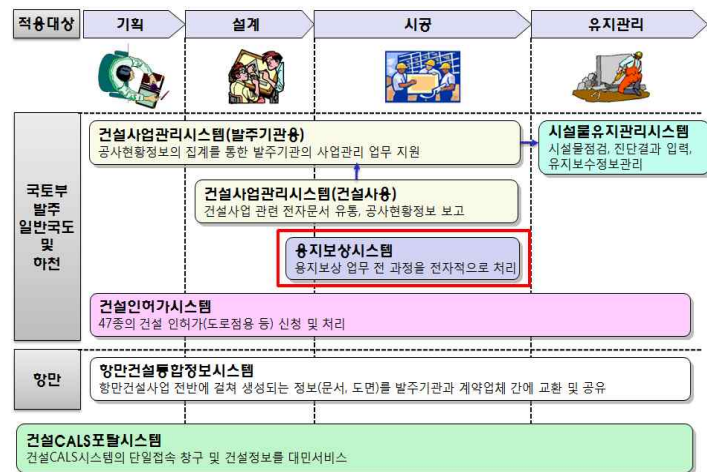 적용대상
기획
설계
시공
유지관리
건설사업관리시스템(발주기관용)
공사현황정보의 집계를 통한 발주기관의 사업관리 업무 지원
시설물유지관리시스템
시설물점검, 진단결과 입력,
유지보수정보관리
국토부
발주
일반국도
및
하천
건설사업관리시스템(건설사용)
건설사업 관련 전자문서 유통, 공사현황정보 보고
용지보상시스템
용지보상 업무 전 과정을 전자적으로 처리
건설인허가시스템
47종의 건설 인허가(도로점용 등) 신청 및 처리
항만
항만건설통합정보시스템
항만건설사업 전반에 걸쳐 생성되는 정보(문서, 도면)를 발주기관과 계약업체 간에 교환 및 공유
건설CALS포탈시스템
건설CALS시스템의 단일접속 창구 및 건설정보를 대민서비스